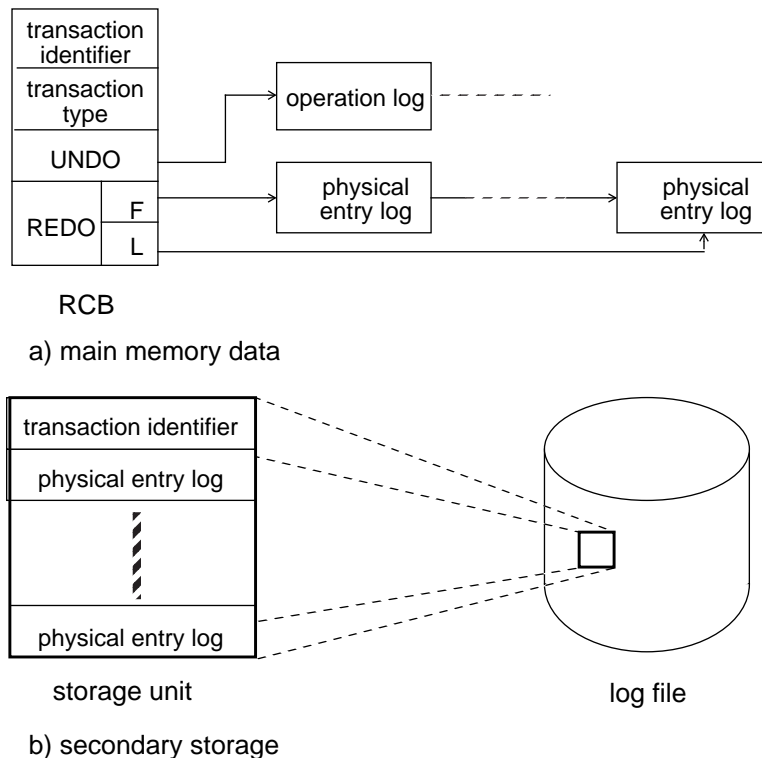 transaction
identifier
transaction
type
UNDO
REDO
F
L
operation log
physical
entry log
physical
entry log
RCB
a) main memory data
transaction identifier
physical entry log
physical entry log
storage unit
log file
b) secondary storage